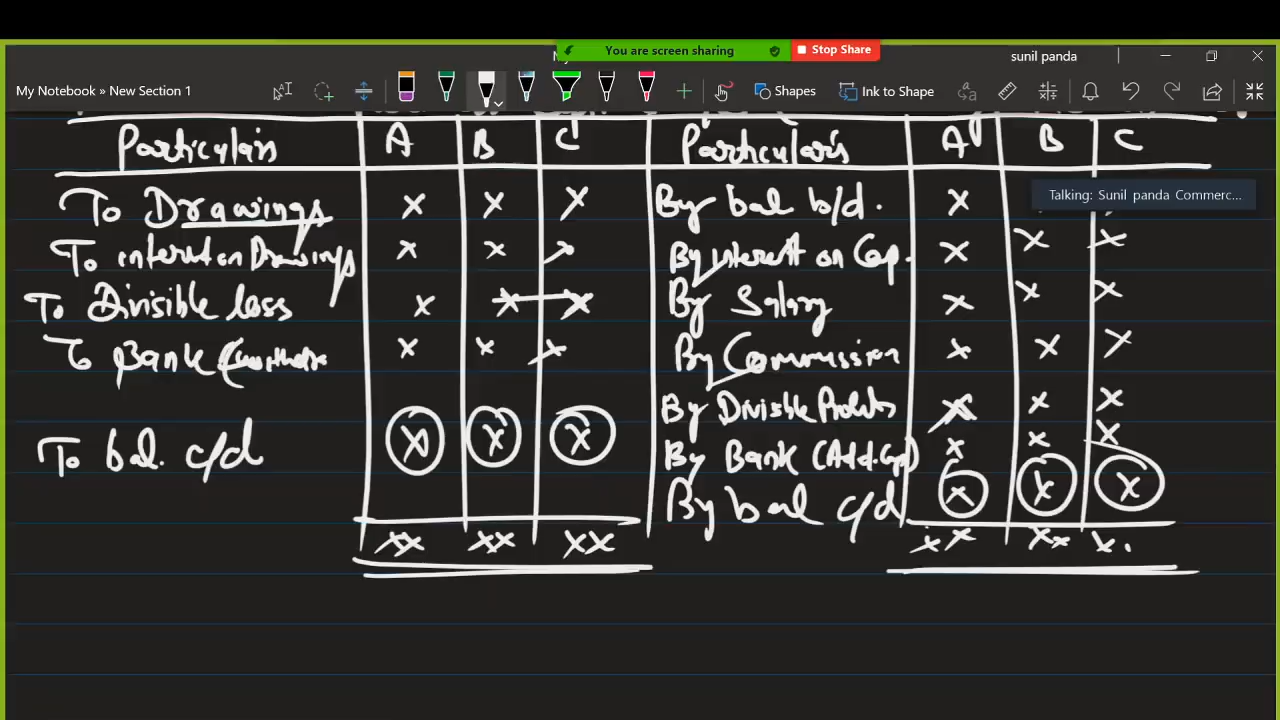 You are screen sharing
Stop Share
sunil panda
My Notebook » New Section 1
Shapes
Ink to Shape
Particulars A B C Particulars A B C
Talking: Sunil panda Commerc...
To Drawings x x x By bal b/d. x
To interest on Drawings x x x By interest on Cap. x x x
To Divisible loss x x x By Salary x x x
To Bank x x x By Commission x x x
By Divisible Profits x x x
By Bank (Add. Cap) x x x
To bal. c/d x x x By bal c/d x x x
xx xx xx xx xx x.